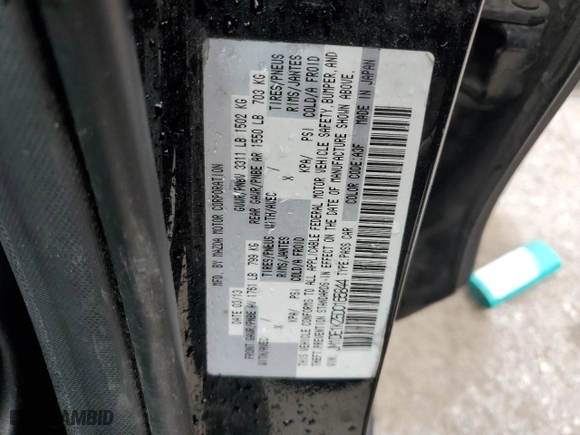 MFD. BY MAZDA MOTOR CORPORATION
DATE 03/13 GVWR/PNBV 3311 LB 1502 KG
FRONT GAWR/PNBE AV 1761 LB 799 KG REAR GAWR/PNBE AR 1550 LB 703 KG
WITH/AVEC / TIRES/PNEUS WITH/AVEC / TIRES/PNEUS
X RIMS/JANTES X RIMS/JANTES
KPA/ PSI COLD/A FROID KPA/ PSI COLD/A FROID
THIS VEHICLE CONFORMS TO ALL APPLICABLE FEDERAL MOTOR VEHICLE SAFETY, BUMPER, AND
THEFT PREVENTION STANDARDS IN EFFECT ON THE DATE OF MANUFACTURE SHOWN ABOVE.
VIN: TYPE:PASS CAR COLOR CODE:A3F MADE IN JAPAN